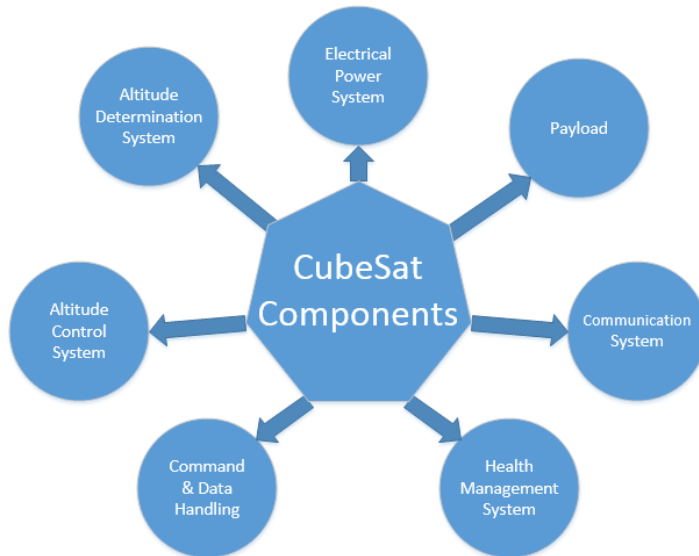 CubeSat
Components
Electrical
Power
System
Payload
Communication
System
Health
Management
System
Command
& Data
Handling
Altitude
Control
System
Altitude
Determination
System